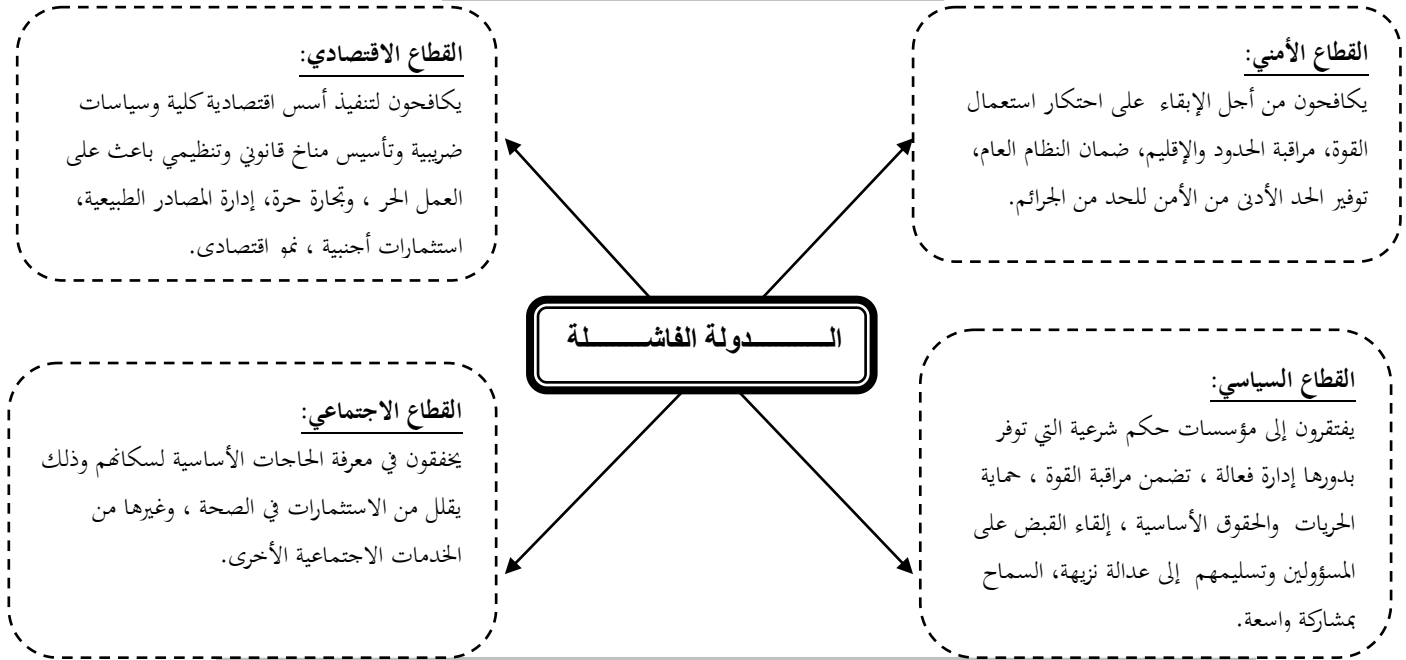 القطاع الأمني:
يكافحون من أجل الإبقاء على احتكار استعمال
القوة، مراقبة الحدود والإقليم، ضمان النظام العام،
توفير الحد الأدنى من الأمن للحد من الجرائم.
القطاع الاقتصادي:
يكافحون لتنفيذ أسس اقتصادية كلية وسياسات
ضريبية وتأسيس مناخ قانوني وتنظيمي باعث على
العمل الحر ، وتجارة حرة، إدارة المصادر الطبيعية،
استثمارات أجنبية ، نمو اقتصادي.
الـــــــــــدولة الفاشـــــــــلة
القطاع السياسي:
يفتقرون إلى مؤسسات حكم شرعية التي توفر
بدورها إدارة فعالة ، تضمن مراقبة القوة ، حماية
الحريات والحقوق الأساسية ، إلقاء القبض على
المسؤولين وتسليمهم إلى عدالة نزيهة، السماح
بمشاركة واسعة.
القطاع الاجتماعي:
يخفقون في معرفة الحاجات الأساسية لسكانهم وذلك
يقلل من الاستثمارات في الصحة ، وغيرها من
الخدمات الاجتماعية الأخرى.